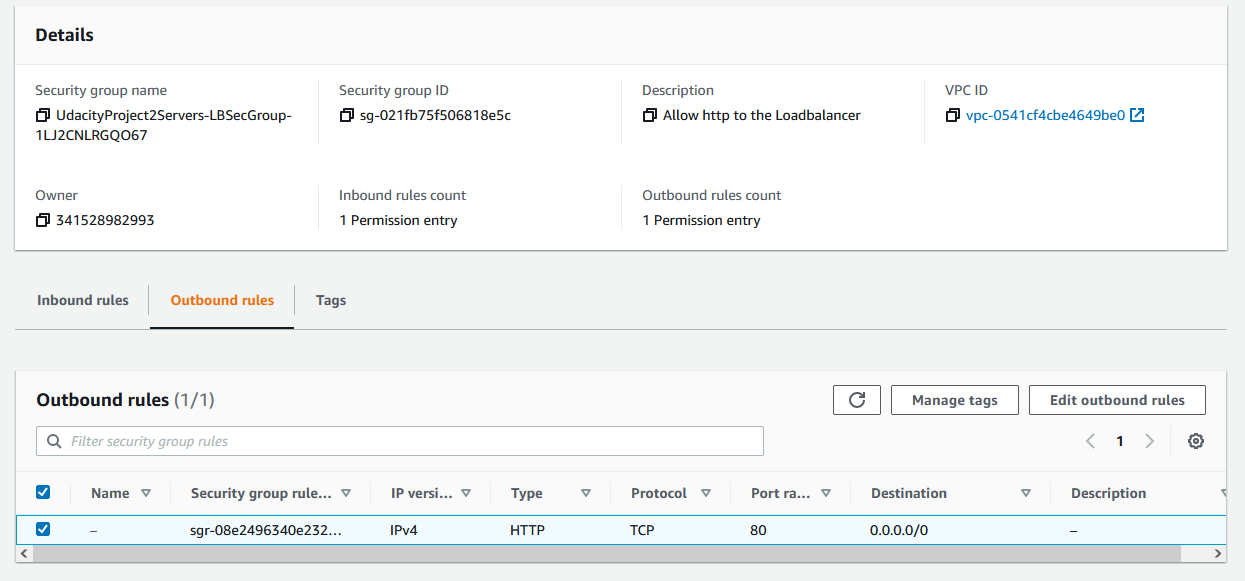 Details
Security group name
UdacityProject2Servers-LBSecGroup-
1LJ2CNLRGQO67
Security group ID
sg-021fb75f506818e5c
Description
Allow http to the Loadbalancer
VPC ID
vpc-0541cf4cbe4649be0
Owner
341528982993
Inbound rules count
1 Permission entry
Outbound rules count
1 Permission entry
Inbound rules Outbound rules Tags
Outbound rules (1/1)
Manage tags Edit outbound rules
Filter security group rules
1
Name Security group rule... IP versi... Type Protocol Port ra... Destination Description
– sgr-08e2496340e232... IPv4 HTTP TCP 80 0.0.0.0/0 –